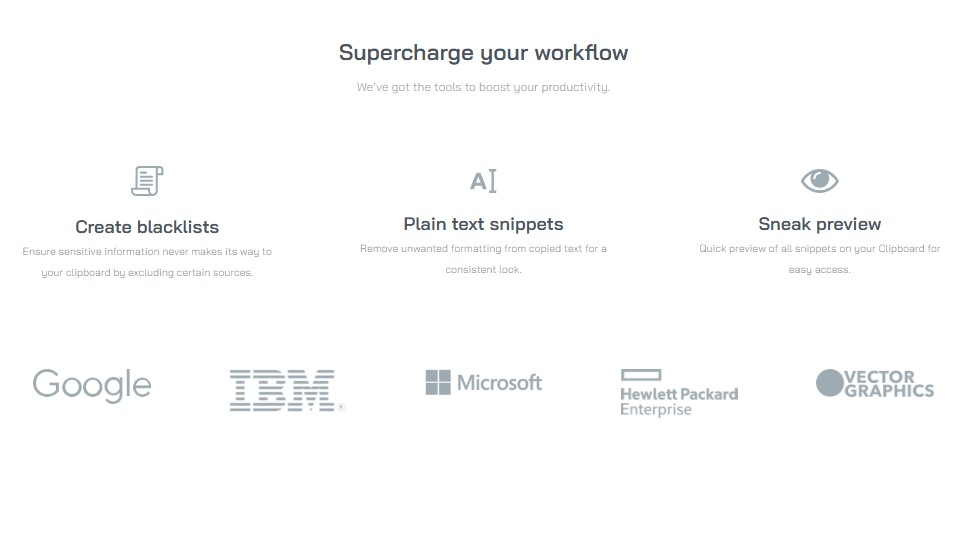 Supercharge your workflow
We've got the tools to boost your productivity.
Create blacklists
Ensure sensitive information never makes its way to
your clipboard by excluding certain sources.
AI
Plain text snippets
Remove unwanted formatting from copied text for a
consistent look.
Sneak preview
Quick preview of all snippets on your Clipboard for
easy access.
Google
IBM
Microsoft
Hewlett Packard
Enterprise
VECTOR
GRAPHICS